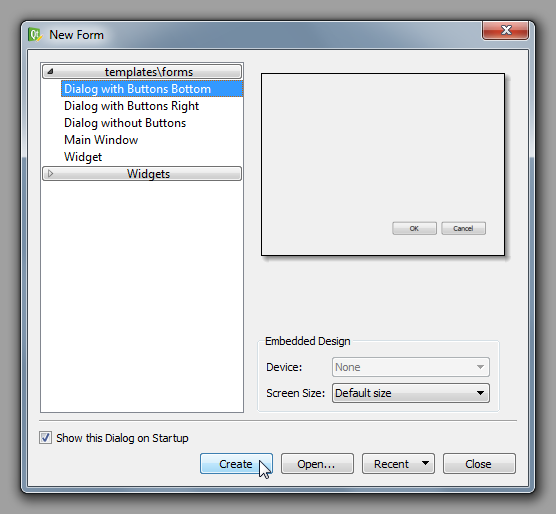 New Form
templates\forms
Dialog with Buttons Bottom
Dialog with Buttons Right
Dialog without Buttons
Main Window
Widget
Widgets
OK Cancel
Embedded Design
Device: None
Screen Size: Default size
Show this Dialog on Startup
Create Open... Recent Close